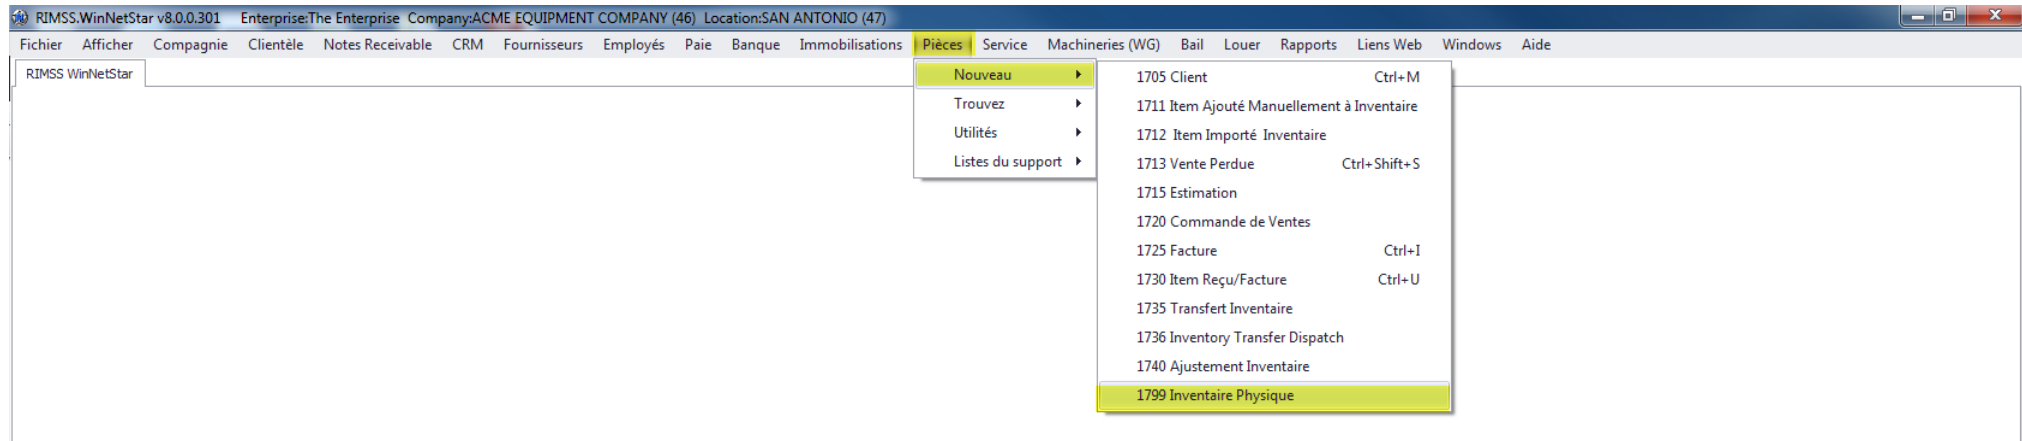 RIMSS.WinNetStar v8.0.0.301 Enterprise:The Enterprise Company:ACME EQUIPMENT COMPANY (46) Location:SAN ANTONIO (47)
Fichier Afficher Compagnie Clientèle Notes Receivable CRM Fournisseurs Employés Paie Banque Immobilisations Pièces Service Machineries (WG) Bail Louer Rapports Liens Web Windows Aide
RIMSS WinNetStar
Nouveau
Trouvez
Utilités
Listes du support
1705 Client Ctrl+M
1711 Item Ajouté Manuellement à Inventaire
1712 Item Importé Inventaire
1713 Vente Perdue Ctrl+Shift+S
1715 Estimation
1720 Commande de Ventes
1725 Facture Ctrl+I
1730 Item Reçu/Facture Ctrl+U
1735 Transfert Inventaire
1736 Inventory Transfer Dispatch
1740 Ajustement Inventaire
1799 Inventaire Physique